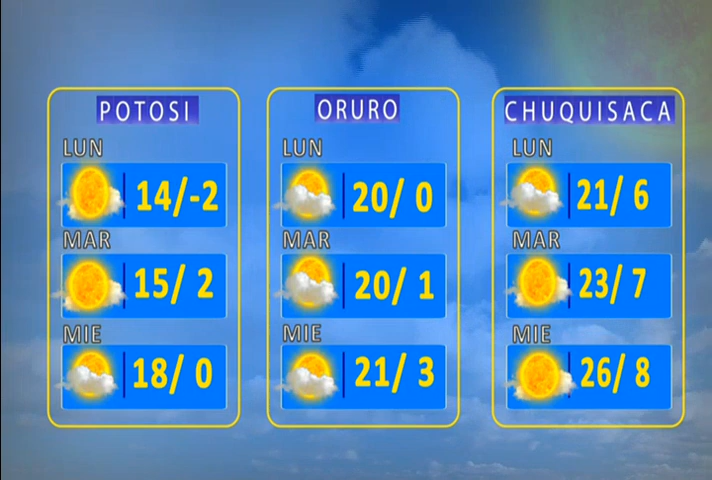 POTOSI
LUN
14/-2
MAR
15/ 2
MIE
18/ 0
ORURO
LUN
20/ 0
MAR
20/ 1
MIE
21/ 3
CHUQUISACA
LUN
21/ 6
MAR
23/ 7
MIE
26/ 8